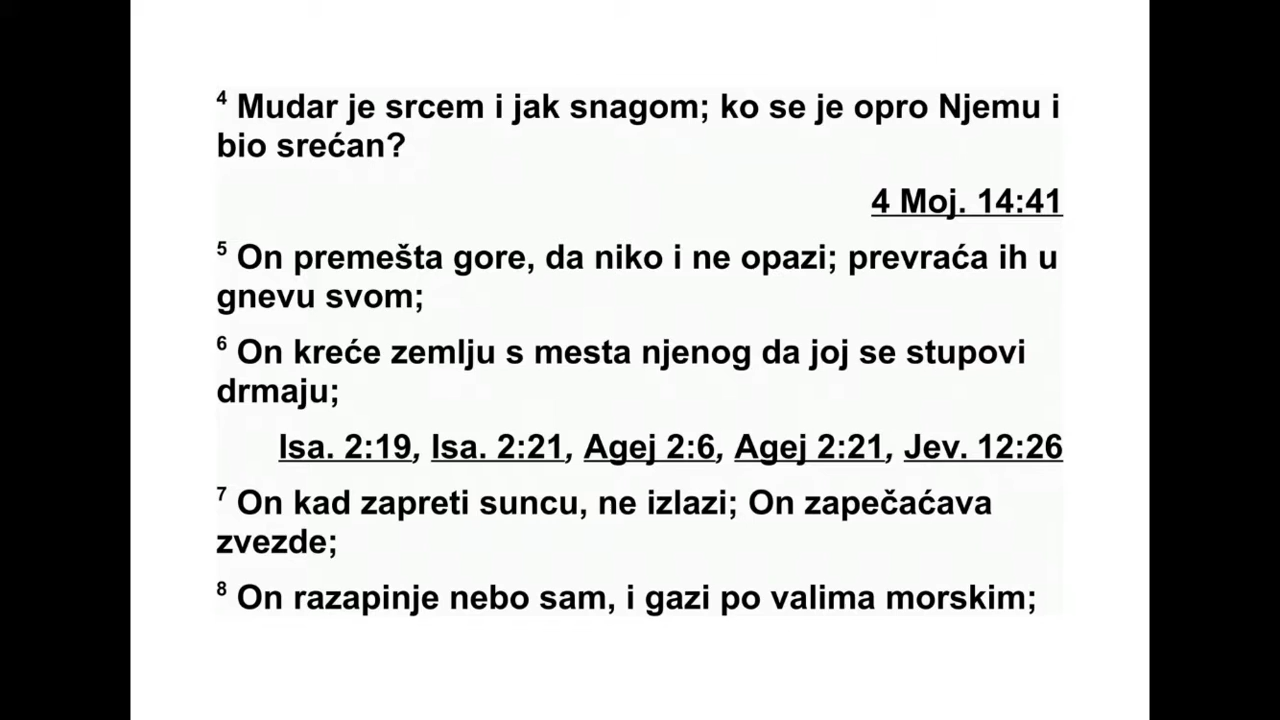 4 Mudar je srcem i jak snagom; ko se je opro Njemu i
bio srećan?
4 Moj. 14:41
5 On premešta gore, da niko i ne opazi; prevraća ih u
gnevu svom;
6 On kreće zemlju s mesta njenog da joj se stupovi
drmaju;
Isa. 2:19, Isa. 2:21, Agej 2:6, Agej 2:21, Jev. 12:26
7 On kad zapreti suncu, ne izlazi; On zapečaćava
zvezde;
8 On razapinje nebo sam, i gazi po valima morskim;